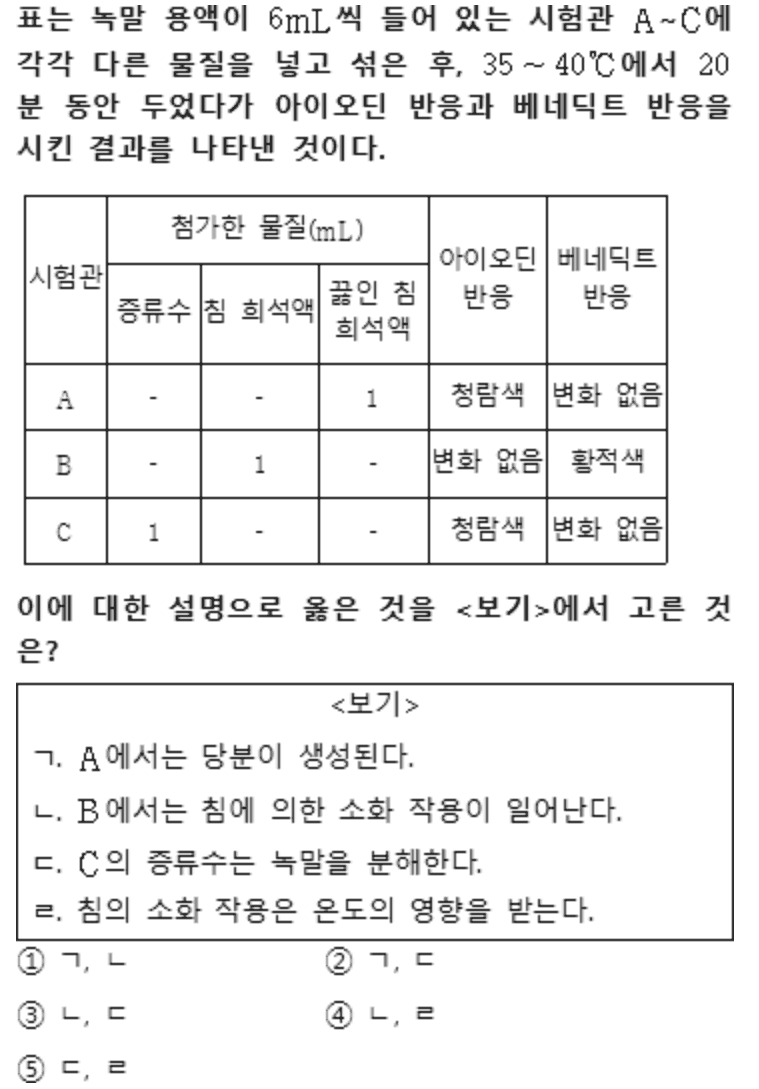 표는 녹말 용액이 6mL씩 들어 있는 시험관 A~C에
각각 다른 물질을 넣고 섞은 후, 35 ~ 40℃에서 20
분 동안 두었다가 아이오딘 반응과 베네딕트 반응을
시킨 결과를 나타낸 것이다.
시험관 첨가한 물질(mL) 아이오딘 반응 베네딕트 반응
증류수 침 희석액 끓인 침 희석액
A - - 1 청람색 변화 없음
B - 1 - 변화 없음 황적색
C 1 - - 청람색 변화 없음
이에 대한 설명으로 옳은 것을 <보기>에서 고른 것
은?
<보기>
ㄱ. A에서는 당분이 생성된다.
ㄴ. B에서는 침에 의한 소화 작용이 일어난다.
ㄷ. C의 증류수는 녹말을 분해한다.
ㄹ. 침의 소화 작용은 온도의 영향을 받는다.
① ㄱ, ㄴ ② ㄱ, ㄷ
③ ㄴ, ㄷ ④ ㄴ, ㄹ
⑤ ㄷ, ㄹ